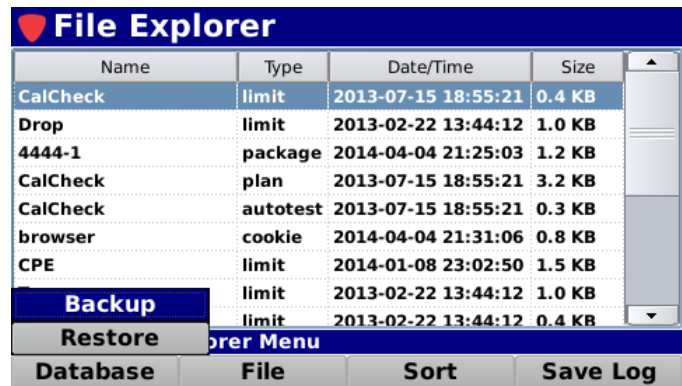 File Explorer
Name Type Date/Time Size
CalCheck limit 2013-07-15 18:55:21 0.4 KB
Drop limit 2013-02-22 13:44:12 1.0 KB
4444-1 package 2014-04-04 21:25:03 1.2 KB
CalCheck plan 2013-07-15 18:55:21 3.2 KB
CalCheck autotest 2013-07-15 18:55:21 0.3 KB
browser cookie 2014-04-04 21:31:06 0.8 KB
CPE limit 2014-01-08 23:02:50 1.5 KB
limit 2013-02-22 13:44:12 1.0 KB
Backup
limit 2013-02-22 13:44:12 0.4 KB
Restore
orer Menu
Database File Sort Save Log